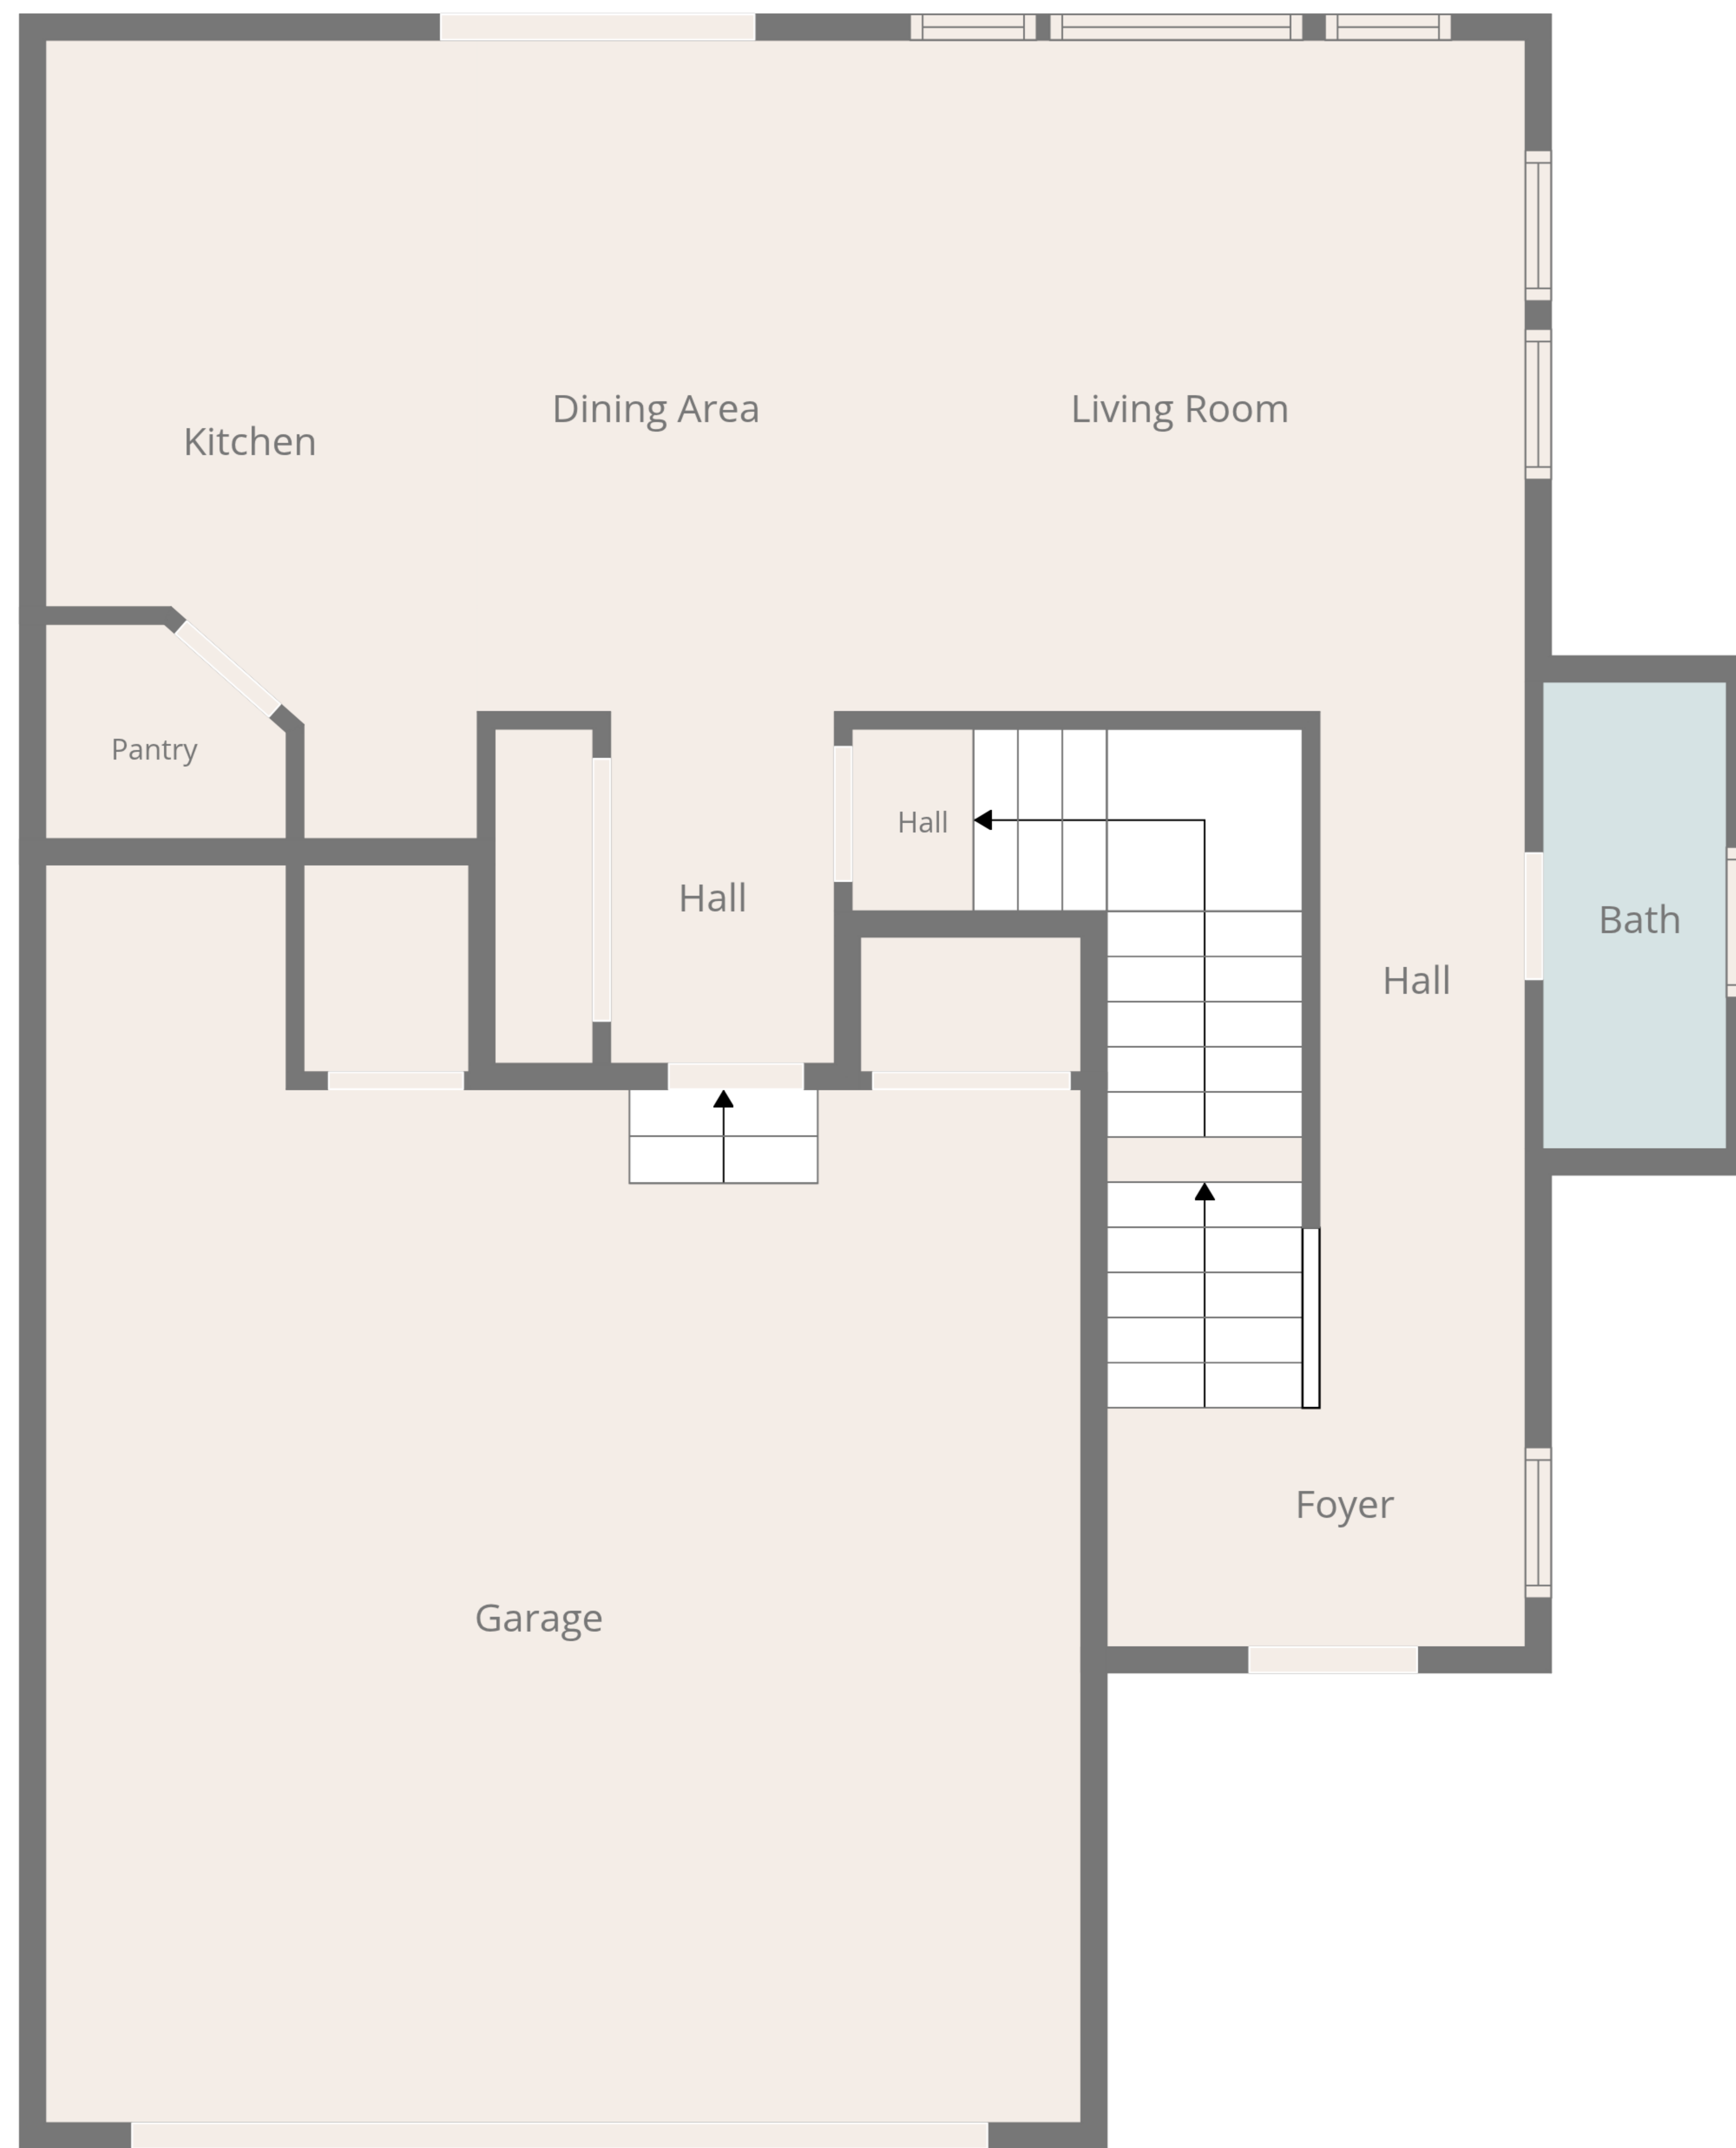 Dining Area
Living Room
Kitchen
Pantry
Hall
Hall
Bath
Hall
Foyer
Garage